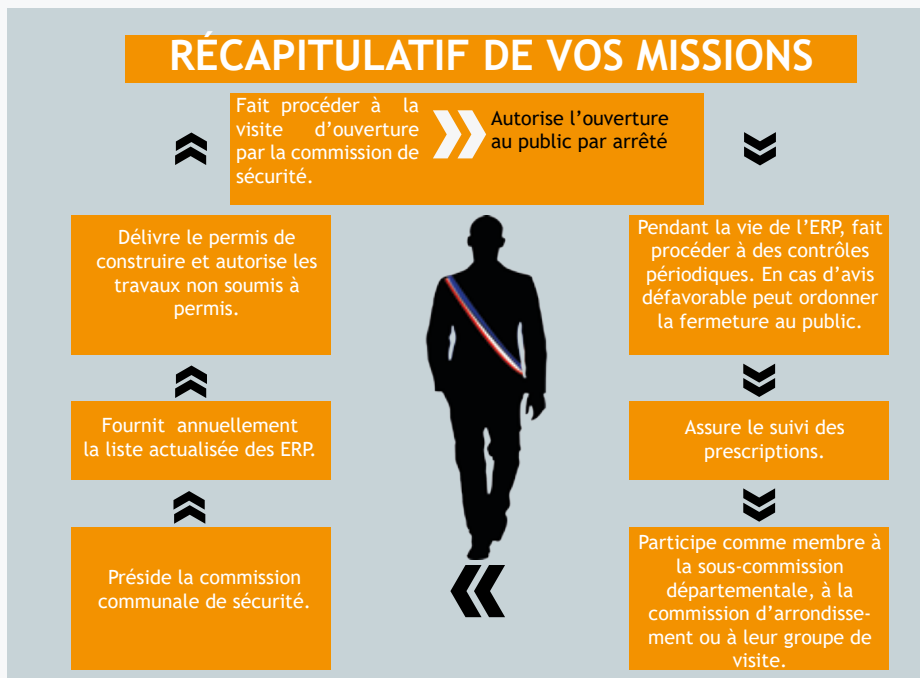 RÉCAPITULATIF DE VOS MISSIONS
Fait procéder à la
visite d’ouverture
par la commission de
sécurité.
Autorise l’ouverture
au public par arrêté
Délivre le permis de
construire et autorise les
travaux non soumis à
permis.
Pendant la vie de l’ERP, fait
procéder à des contrôles
périodiques. En cas d’avis
défavorable peut ordonner
la fermeture au public.
Fournit annuellement
la liste actualisée des ERP.
Assure le suivi des
prescriptions.
Préside la commission
communale de sécurité.
Participe comme membre à
la sous-commission
départementale, à la
commission d’arrondisse-
ment ou à leur groupe de
visite.